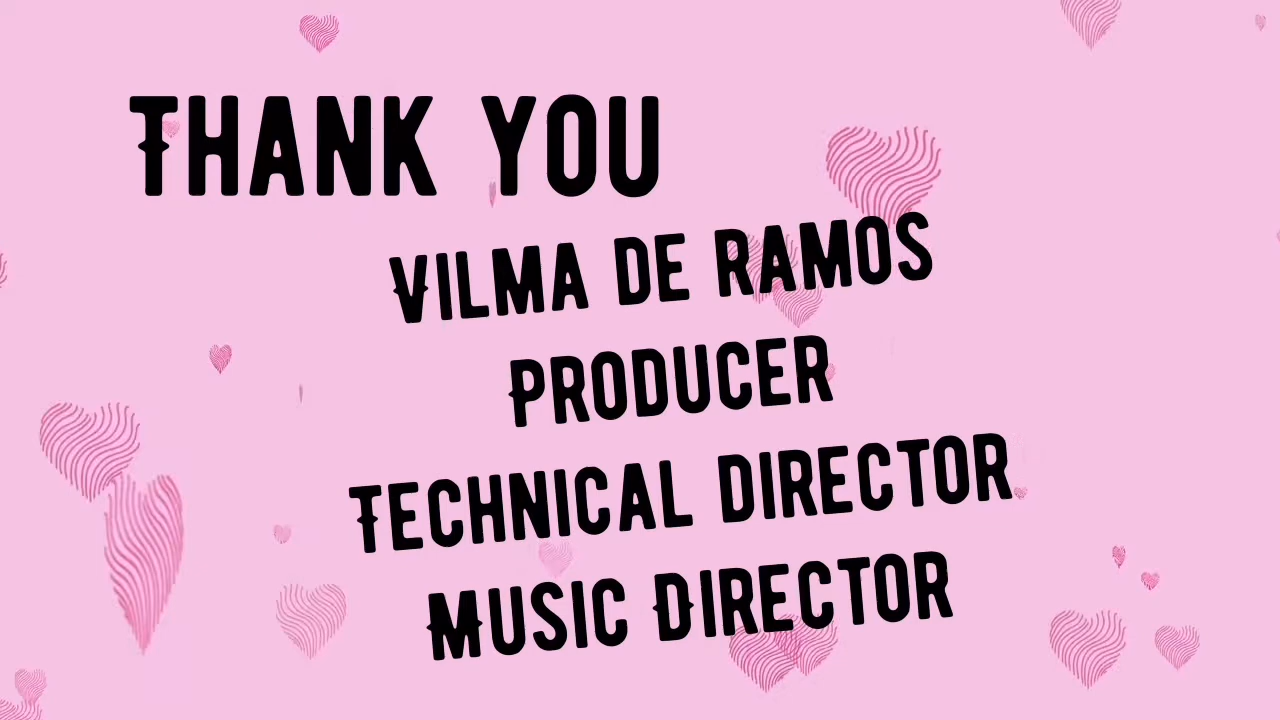 THANK YOU
VILMA DE RAMOS
PRODUCER
TECHNICAL DIRECTOR
MUSIC DIRECTOR